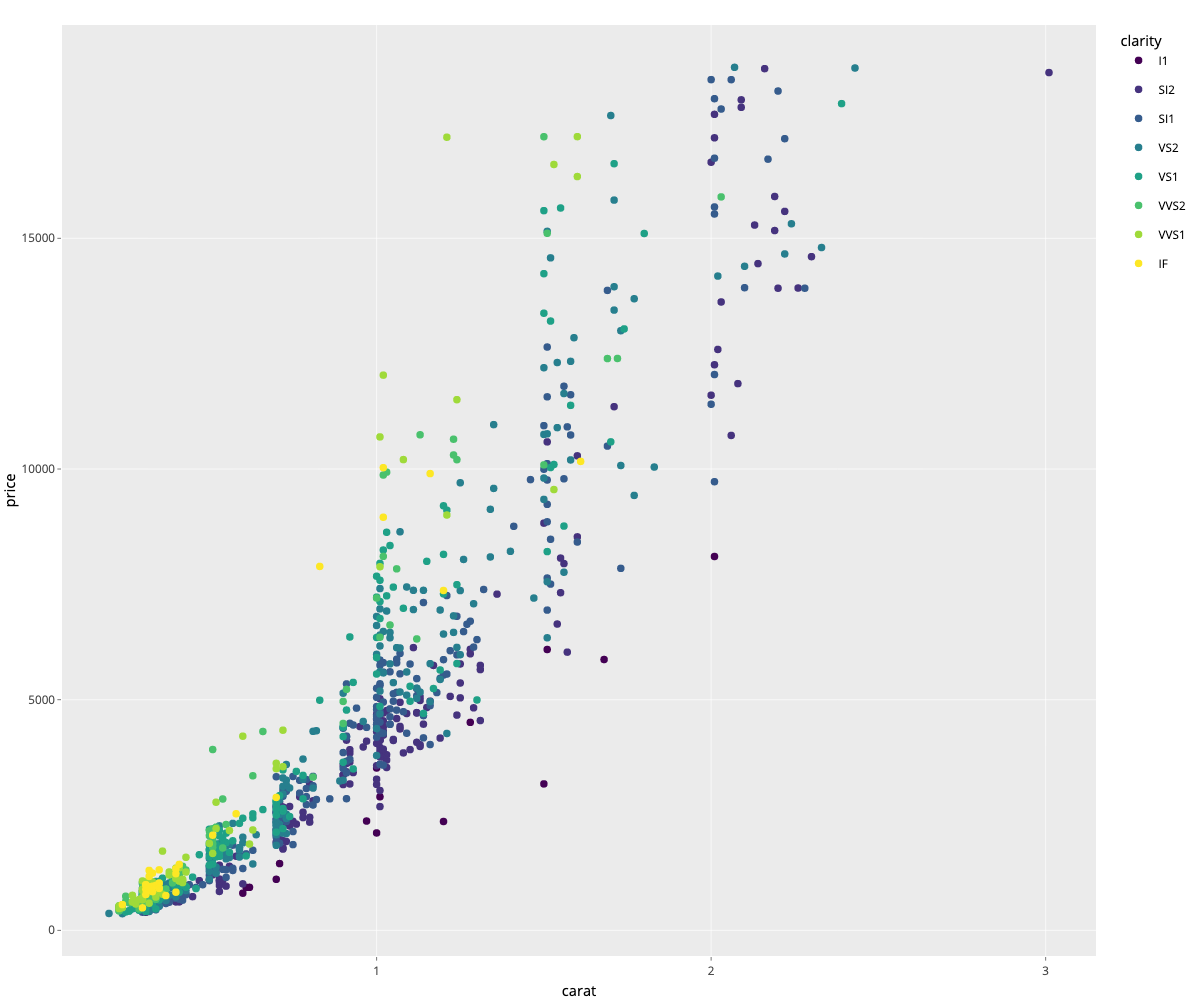 clarity
I1
SI2
SI1
VS2
VS1
VVS2
VVS1
IF
price
15000
10000
5000
0
1
2
3
carat